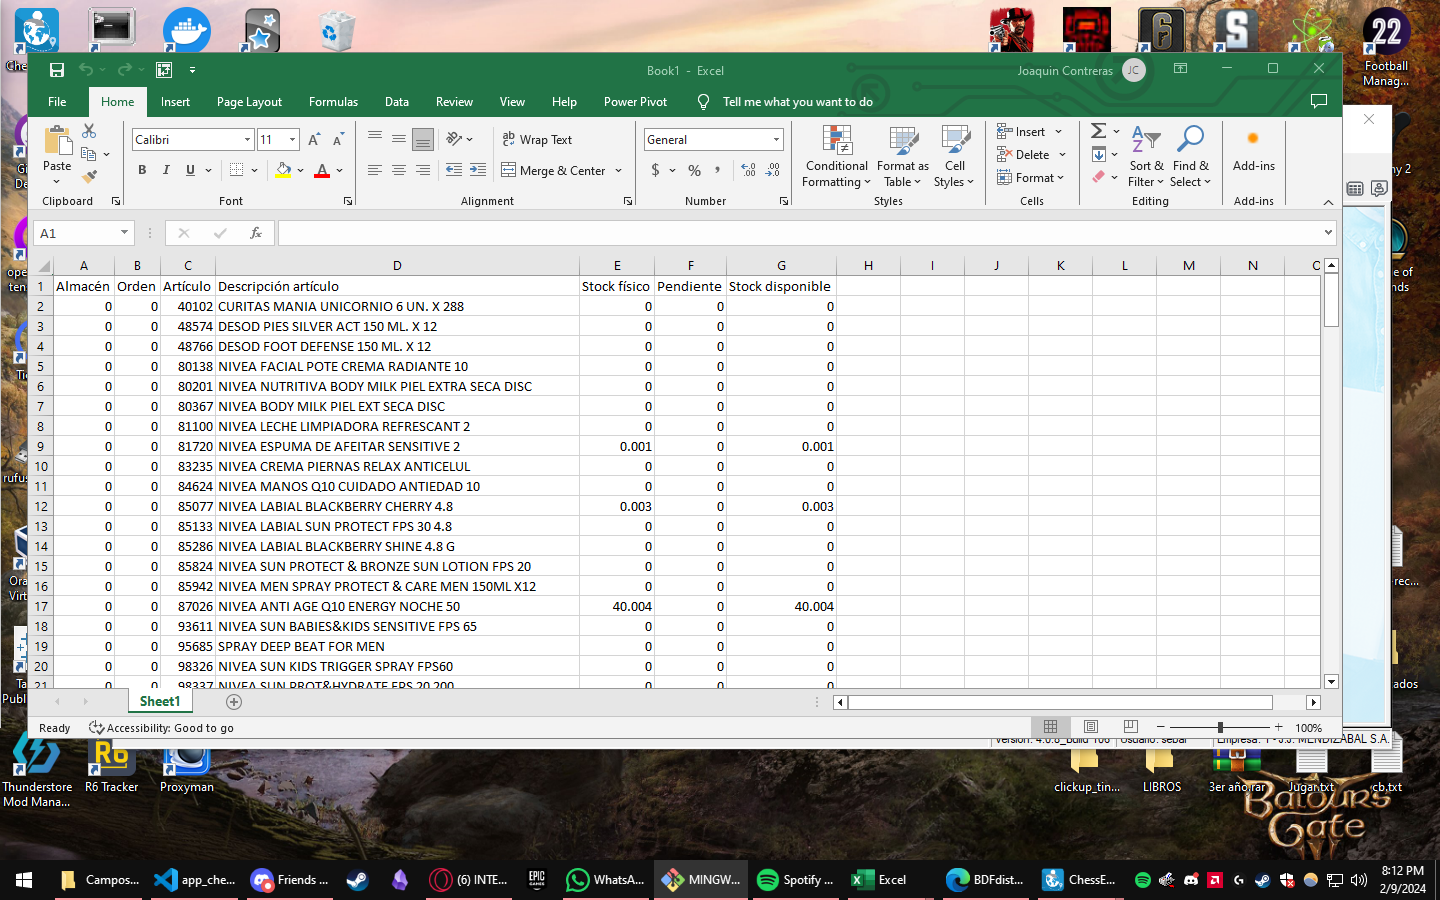 22
Football
Manag...
Book1 - Excel
Joaquin Contreras
JC
File Home Insert Page Layout Formulas Data Review View Help Power Pivot Tell me what you want to do
Paste
Calibri 11
B I U A
Wrap Text
Merge & Center
General
$ % ,
Conditional
Formatting
Format as
Table
Cell
Styles
Insert
Delete
Format
Sort &
Filter
Find &
Select
Add-ins
Clipboard Font Alignment Number Styles Cells Editing Add-ins
A1 fx
A B C D E F G H I J K L M N O
1 Almacén Orden Artículo Descripción artículo Stock físico Pendiente Stock disponible
2 0 0 40102 CURITAS MANIA UNICORNIO 6 UN. X 288 0 0 0
3 0 0 48574 DESOD PIES SILVER ACT 150 ML. X 12 0 0 0
4 0 0 48766 DESOD FOOT DEFENSE 150 ML. X 12 0 0 0
5 0 0 80138 NIVEA FACIAL POTE CREMA RADIANTE 10 0 0 0
6 0 0 80201 NIVEA NUTRITIVA BODY MILK PIEL EXTRA SECA DISC 0 0 0
7 0 0 80367 NIVEA BODY MILK PIEL EXT SECA DISC 0 0 0
8 0 0 81100 NIVEA LECHE LIMPIADORA REFRESCANT 2 0 0 0
9 0 0 81720 NIVEA ESPUMA DE AFEITAR SENSITIVE 2 0.001 0 0.001
10 0 0 83235 NIVEA CREMA PIERNAS RELAX ANTICELUL 0 0 0
11 0 0 84624 NIVEA MANOS Q10 CUIDADO ANTIEDAD 10 0 0 0
12 0 0 85077 NIVEA LABIAL BLACKBERRY CHERRY 4.8 0.003 0 0.003
13 0 0 85133 NIVEA LABIAL SUN PROTECT FPS 30 4.8 0 0 0
14 0 0 85286 NIVEA LABIAL BLACKBERRY SHINE 4.8 G 0 0 0
15 0 0 85824 NIVEA SUN PROTECT & BRONZE SUN LOTION FPS 20 0 0 0
16 0 0 85942 NIVEA MEN SPRAY PROTECT & CARE MEN 150ML X12 0 0 0
17 0 0 87026 NIVEA ANTI AGE Q10 ENERGY NOCHE 50 40.004 0 40.004
18 0 0 93611 NIVEA SUN BABIES&KIDS SENSITIVE FPS 65 0 0 0
19 0 0 95685 SPRAY DEEP BEAT FOR MEN 0 0 0
20 0 0 98326 NIVEA SUN KIDS TRIGGER SPRAY FPS60 0 0 0
21 0 0 98337 NIVEA SUN PROT&HYDRATE FPS 20 200 0 0 0
Sheet1
Ready Accessibility: Good to go 100%
Version: 4.0.8_build 106 Usuario: sebar Empresa: 1 - J.J. MENDIZABAL S.A.
Thunderstore
Mod Mana...
R6
R6 Tracker
Proxyman
clickup_tin...
LIBROS
3er año.rar
Jugar.txt
cb.txt
Baldur's
Gate
III
Campos...
app_che...
Friends ...
(6) INTE...
EPIC
GAMES
WhatsA...
MINGW...
Spotify ...
Excel
BDFdist...
ChessE...
8:12 PM
2/9/2024